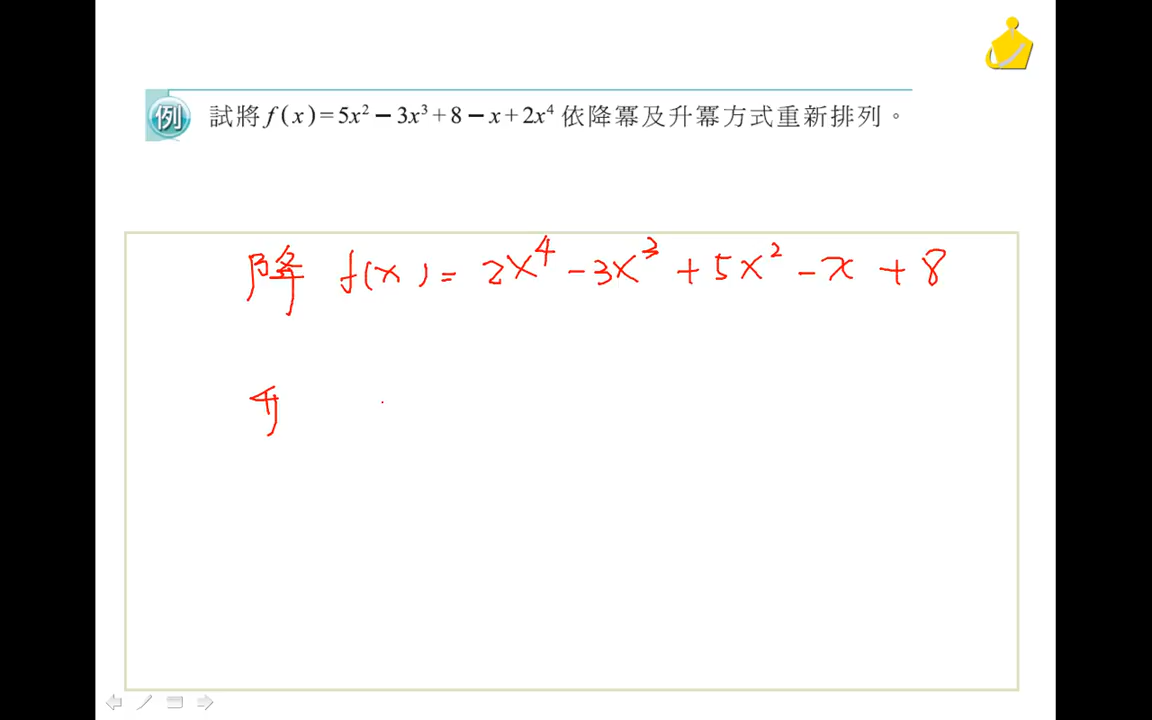 例 試將 f(x)=5x²－3x³+8－x+2x⁴ 依降冪及升冪方式重新排列。
降 f(x)=2x⁴-3x³+5x²-x+8
升